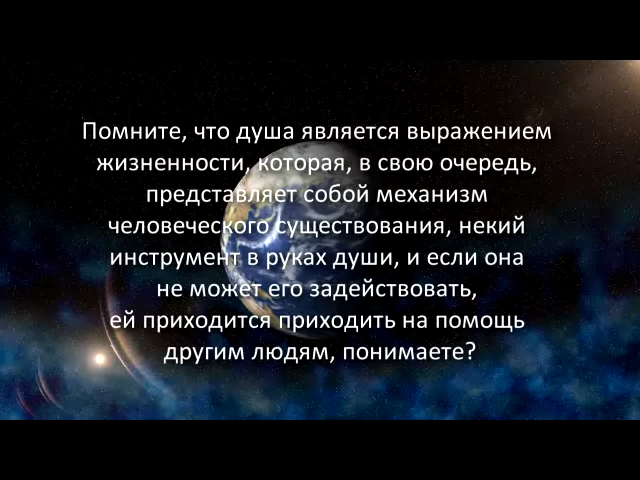 Помните, что душа является выражением
жизненности, которая, в свою очередь,
представляет собой механизм
человеческого существования, некий
инструмент в руках души, и если она
не может его задействовать,
ей приходится приходить на помощь
другим людям, понимаете?